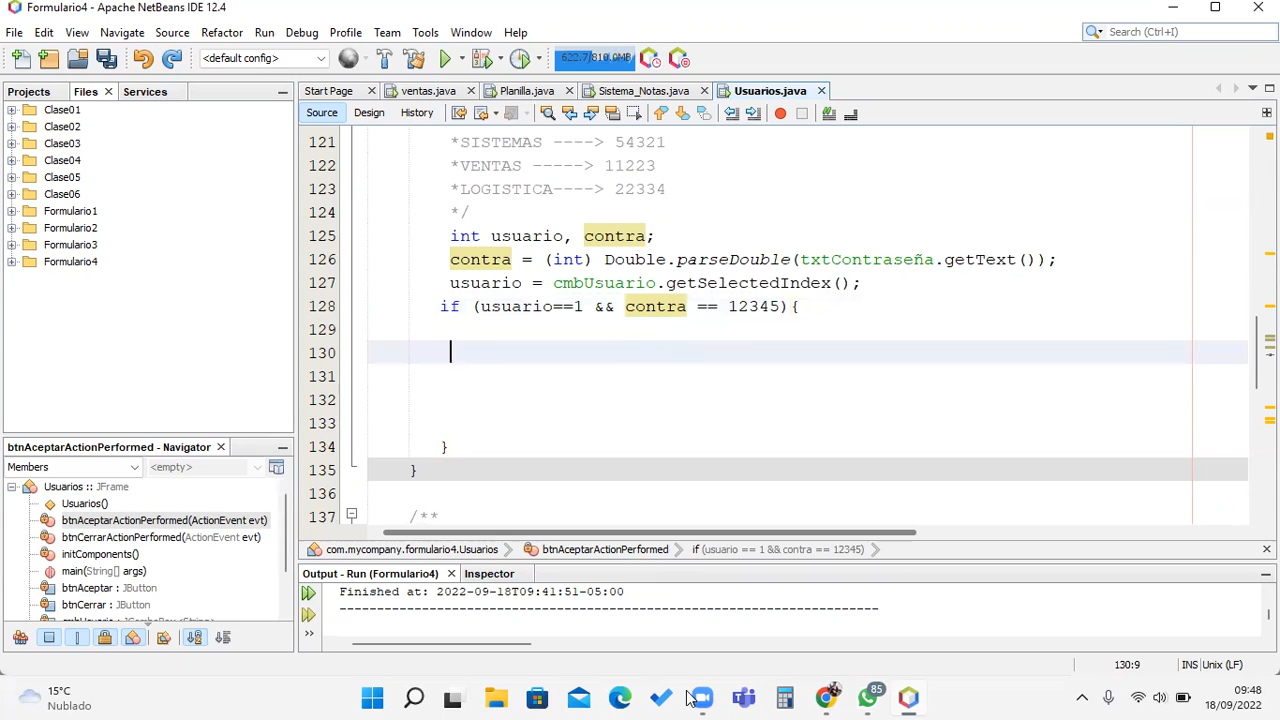 Formulario4 - Apache NetBeans IDE 12.4
File Edit View Navigate Source Refactor Run Debug Profile Team Tools Window Help
Search (Ctrl+I)
<default config>
622.7/810.0MB
Projects Files Services
Start Page ventas.java Planilla.java Sistema_Notas.java Usuarios.java
Source Design History
Clase01
Clase02
Clase03
Clase04
Clase05
Clase06
Formulario1
Formulario2
Formulario3
Formulario4
121 *SISTEMAS ----> 54321
122 *VENTAS -----> 11223
123 *LOGISTICA----> 22334
124 */
125 int usuario, contra;
126 contra = (int) Double.parseDouble(txtContraseña.getText());
127 usuario = cmbUsuario.getSelectedIndex();
128 if (usuario==1 && contra == 12345){
129
130
131
132
133
134 }
135 }
136
137 /**
btnAceptarActionPerformed - Navigator
Members <empty>
Usuarios :: JFrame
Usuarios()
btnAceptarActionPerformed(ActionEvent evt)
btnCerrarActionPerformed(ActionEvent evt)
initComponents()
main(String[] args)
btnAceptar : JButton
btnCerrar : JButton
com.mycompany.formulario4.Usuarios btnAceptarActionPerformed if (usuario == 1 && contra == 12345)
Output - Run (Formulario4) Inspector
Finished at: 2022-09-18T09:41:51-05:00
------------------------------------------------------------------------
130:9 INS Unix (LF)
15°C
Nublado
85
09:48
18/09/2022